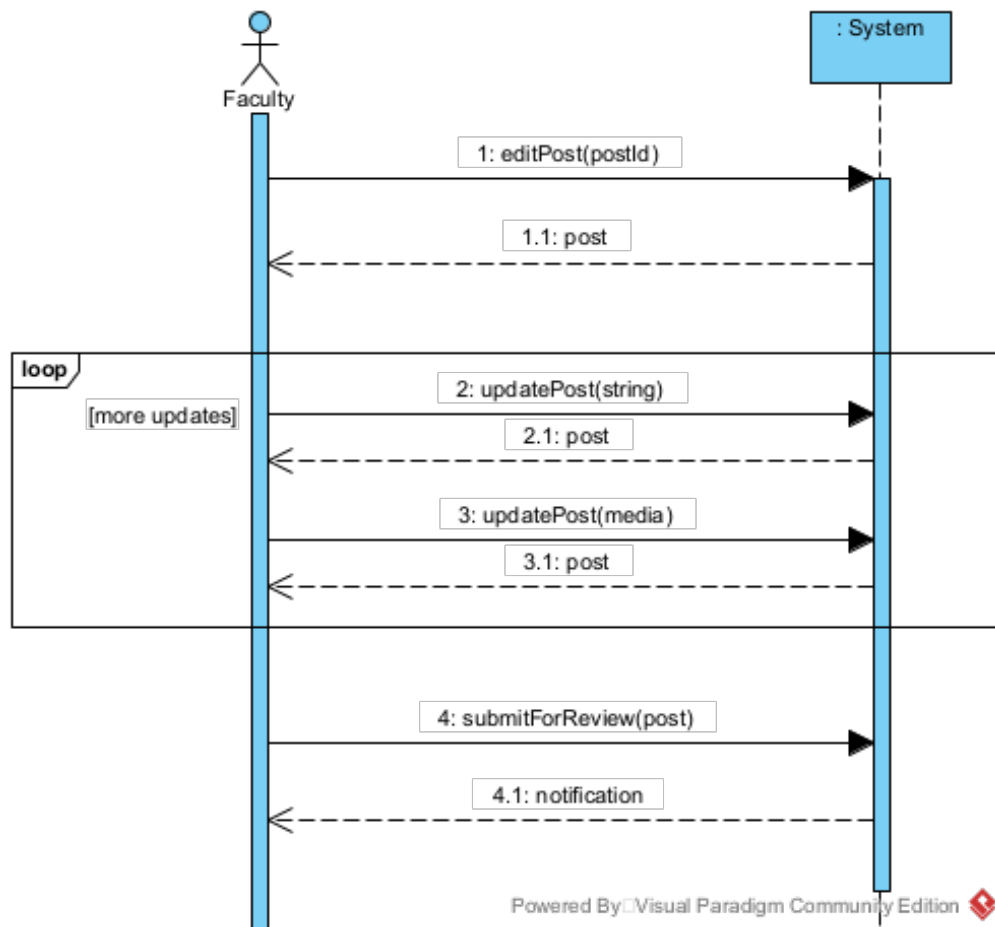 : System
Faculty
1: editPost(postId)
1.1: post
loop
[more updates]
2: updatePost(string)
2.1: post
3: updatePost(media)
3.1: post
4: submitForReview(post)
4.1: notification
Powered By Visual Paradigm Community Edition